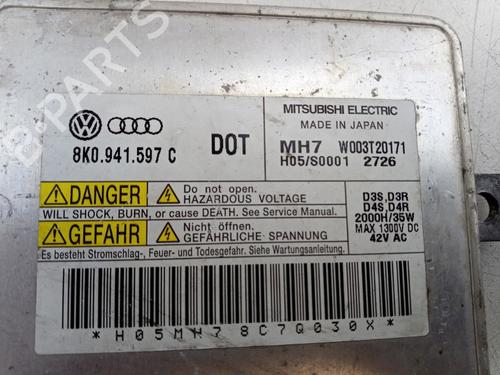 MITSUBISHI ELECTRIC
MADE IN JAPAN
8K0.941.597 C
DOT
MH7 W003T20171
H05/S0001 2726
DANGER
Do not open.
HAZARDOUS VOLTAGE
WILL SHOCK, BURN, or cause DEATH. See Service Manual.
GEFAHR
Nicht öffnen.
GEFÄHRLICHE SPANNUNG
Es besteht Stromschlag-, Feuer- und Todesgefahr. Siehe Wartungsanleitung.
D3S,D3R
D4S,D4R
2000H/35W
MAX 1300V DC
42V AC
*H05MH78C7Q030X*
B-Parts